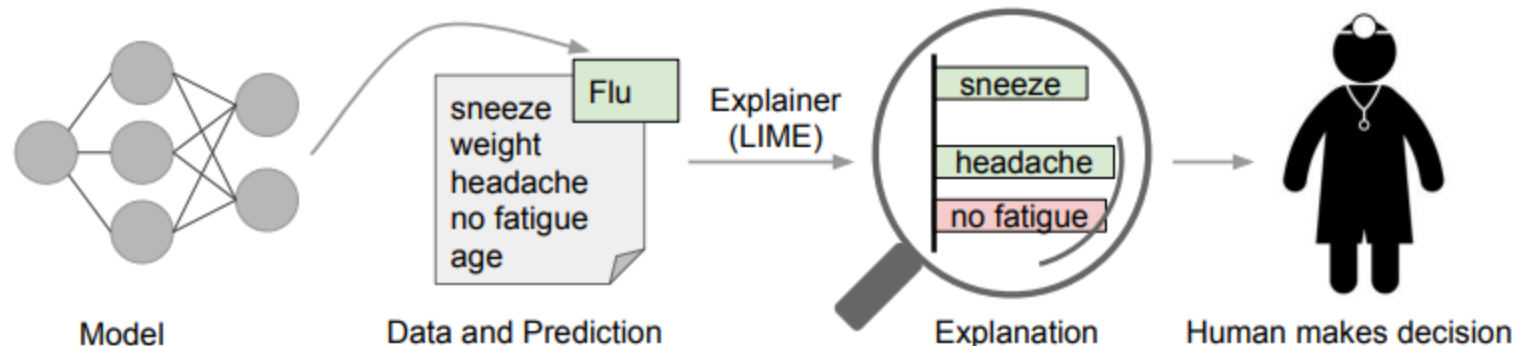 Flu
sneeze
weight
headache
no fatigue
age
Explainer
(LIME)
sneeze
headache
no fatigue
Model
Data and Prediction
Explanation
Human makes decision